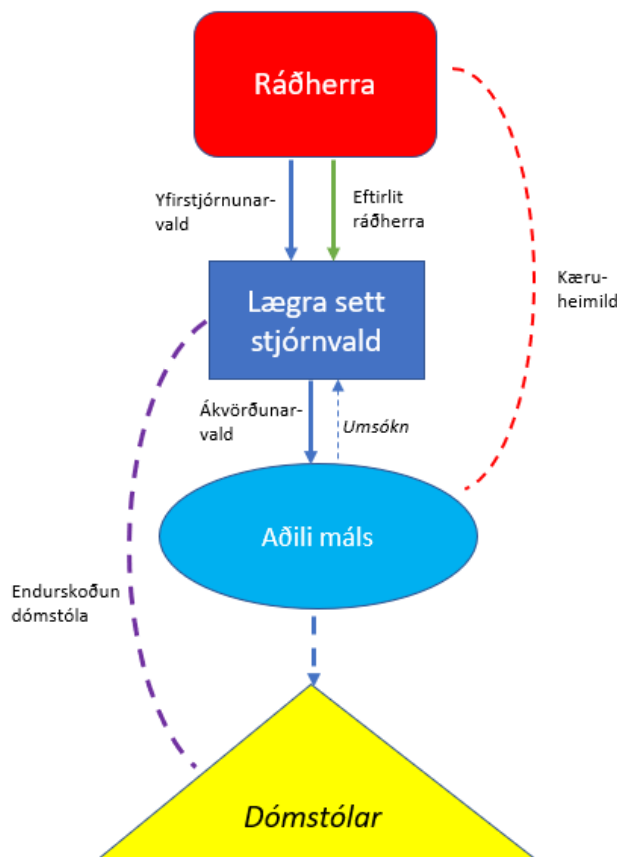 Ráðherra
Yfirstjórnunar-
vald
Eftirlit
ráðherra
Kæru-
heimild
Lægra sett
stjórnvald
Ákvörðunar-
vald
Umsókn
Aðili máls
Endurskoðun
dómstóla
Dómstólar